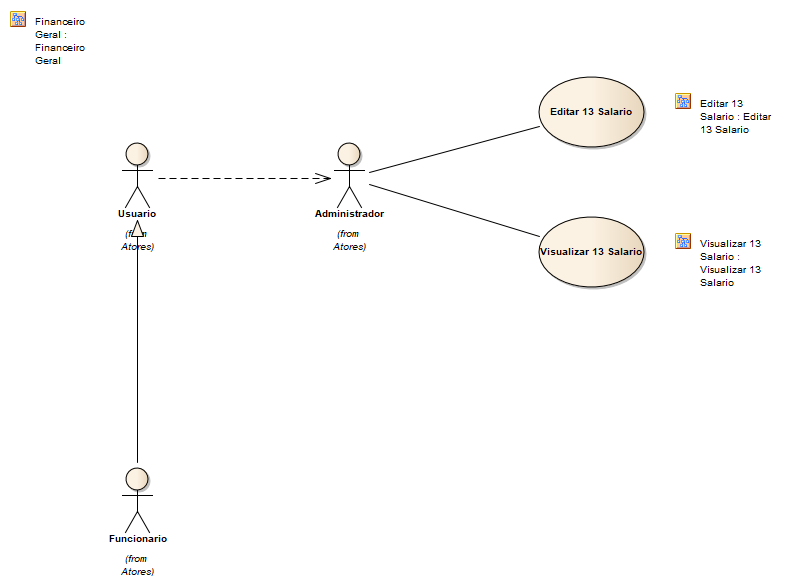 Financeiro
Geral :
Financeiro
Geral
Editar 13 Salario
Editar 13
Salario : Editar
13 Salario
Usuario
(from
Atores)
Administrador
(from
Atores)
Visualizar 13 Salario
Visualizar 13
Salario :
Visualizar 13
Salario
Funcionario
(from
Atores)